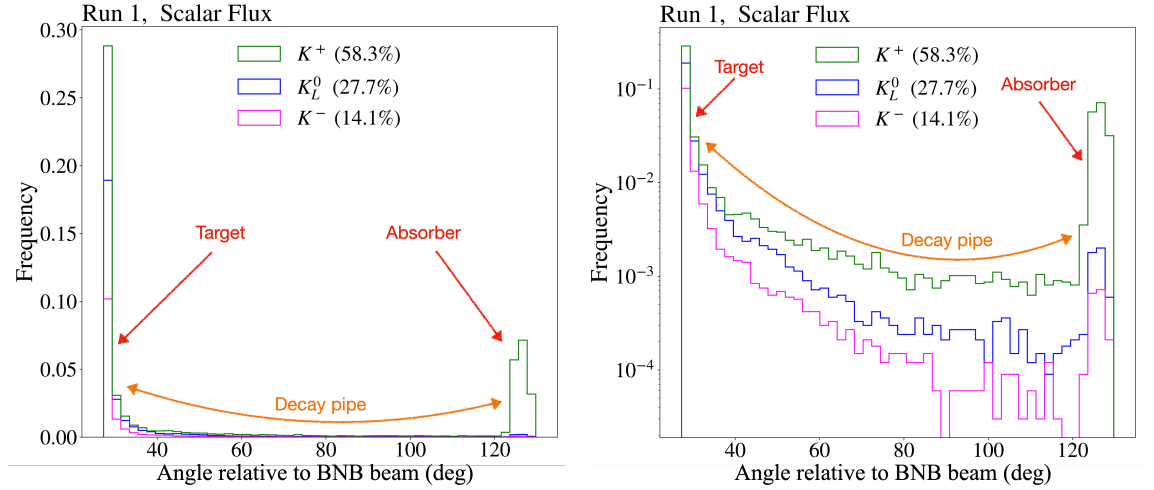 Run 1, Scalar Flux
0.30
0.25
0.20
0.15
0.10
0.05
0.00
Frequency
K⁺ (58.3%)
K⁰_L (27.7%)
K⁻ (14.1%)
Target
Absorber
Decay pipe
40
60
80
100
120
Angle relative to BNB beam (deg)
Run 1, Scalar Flux
10⁻¹
10⁻²
10⁻³
10⁻⁴
Frequency
K⁺ (58.3%)
K⁰_L (27.7%)
K⁻ (14.1%)
Target
Absorber
Decay pipe
40
60
80
100
120
Angle relative to BNB beam (deg)